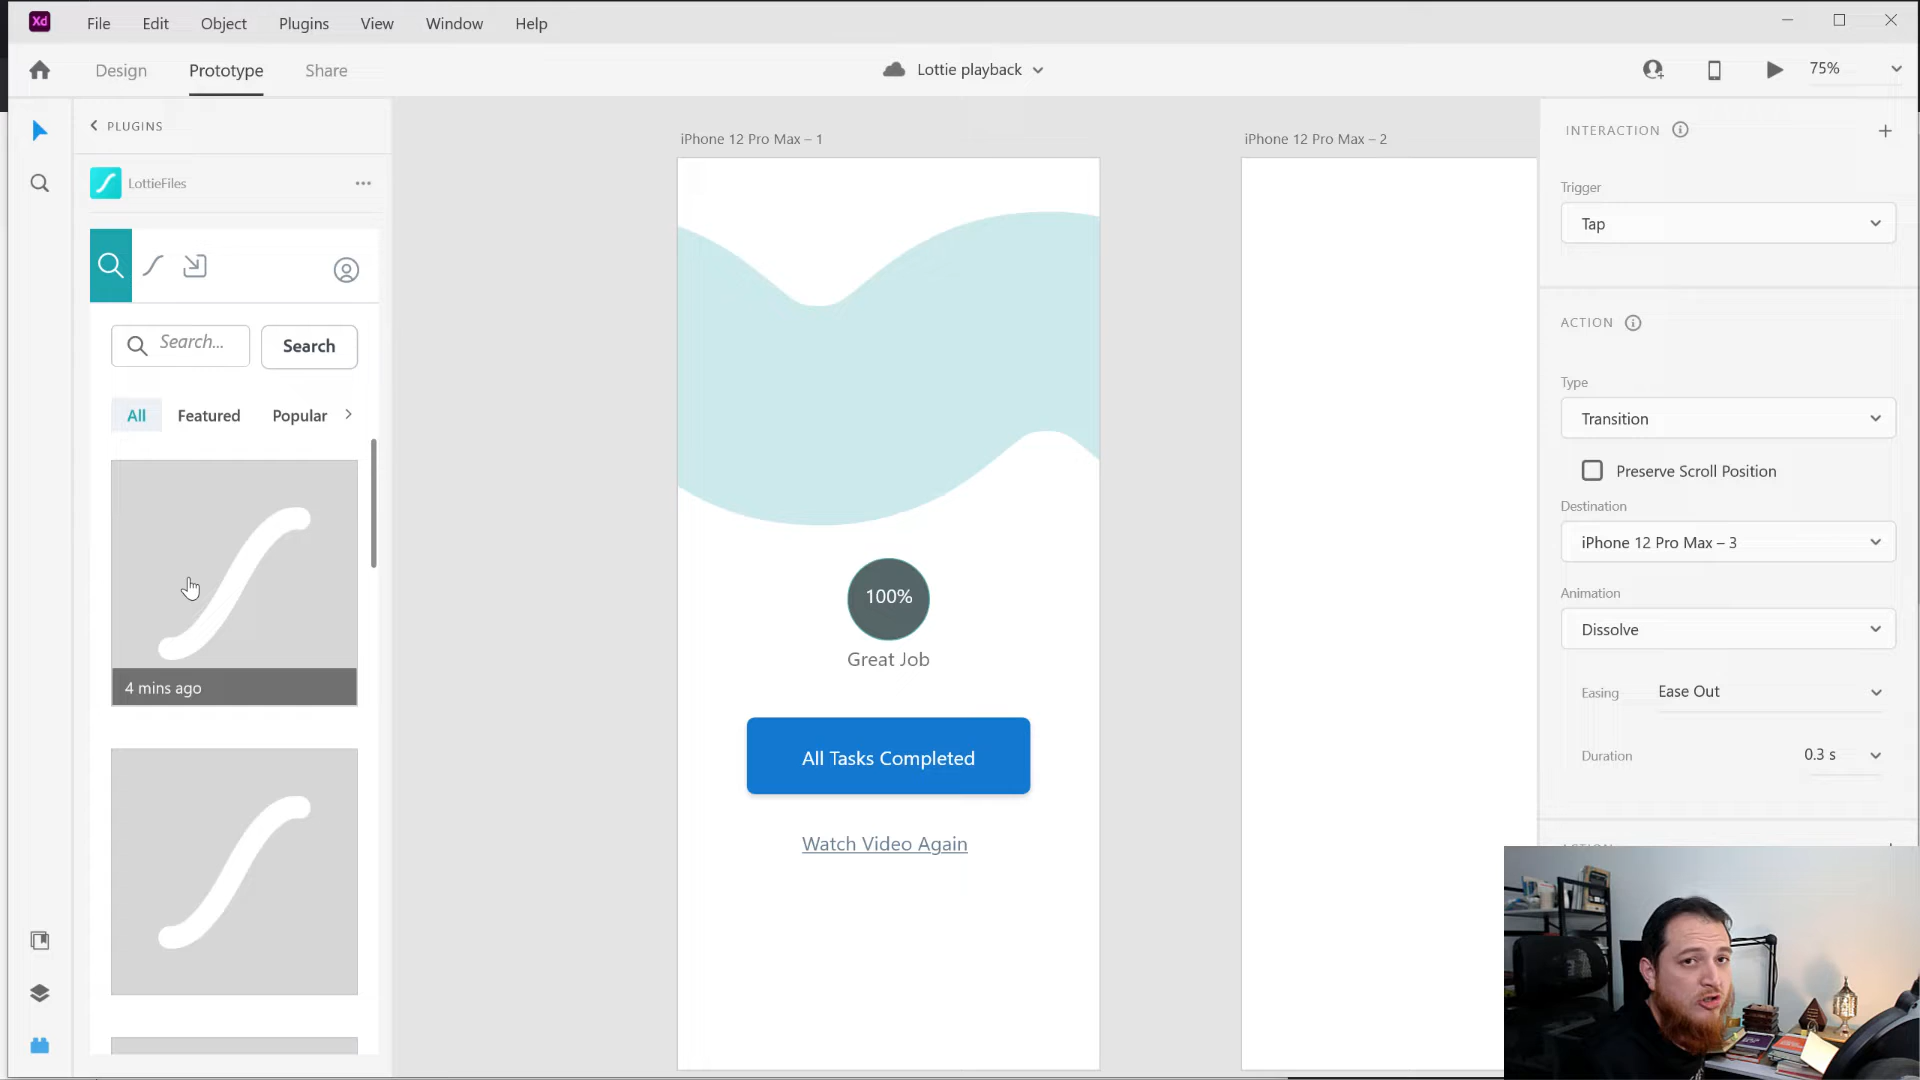 Xd File Edit Object Plugins View Window Help
Design Prototype Share Lottie playback 75%
PLUGINS
LottieFiles
Search... Search
All Featured Popular
4 mins ago
iPhone 12 Pro Max – 1
100%
Great Job
All Tasks Completed
Watch Video Again
iPhone 12 Pro Max – 2
INTERACTION
Trigger
Tap
ACTION
Type
Transition
Preserve Scroll Position
Destination
iPhone 12 Pro Max – 3
Animation
Dissolve
Easing Ease Out
Duration 0.3 s